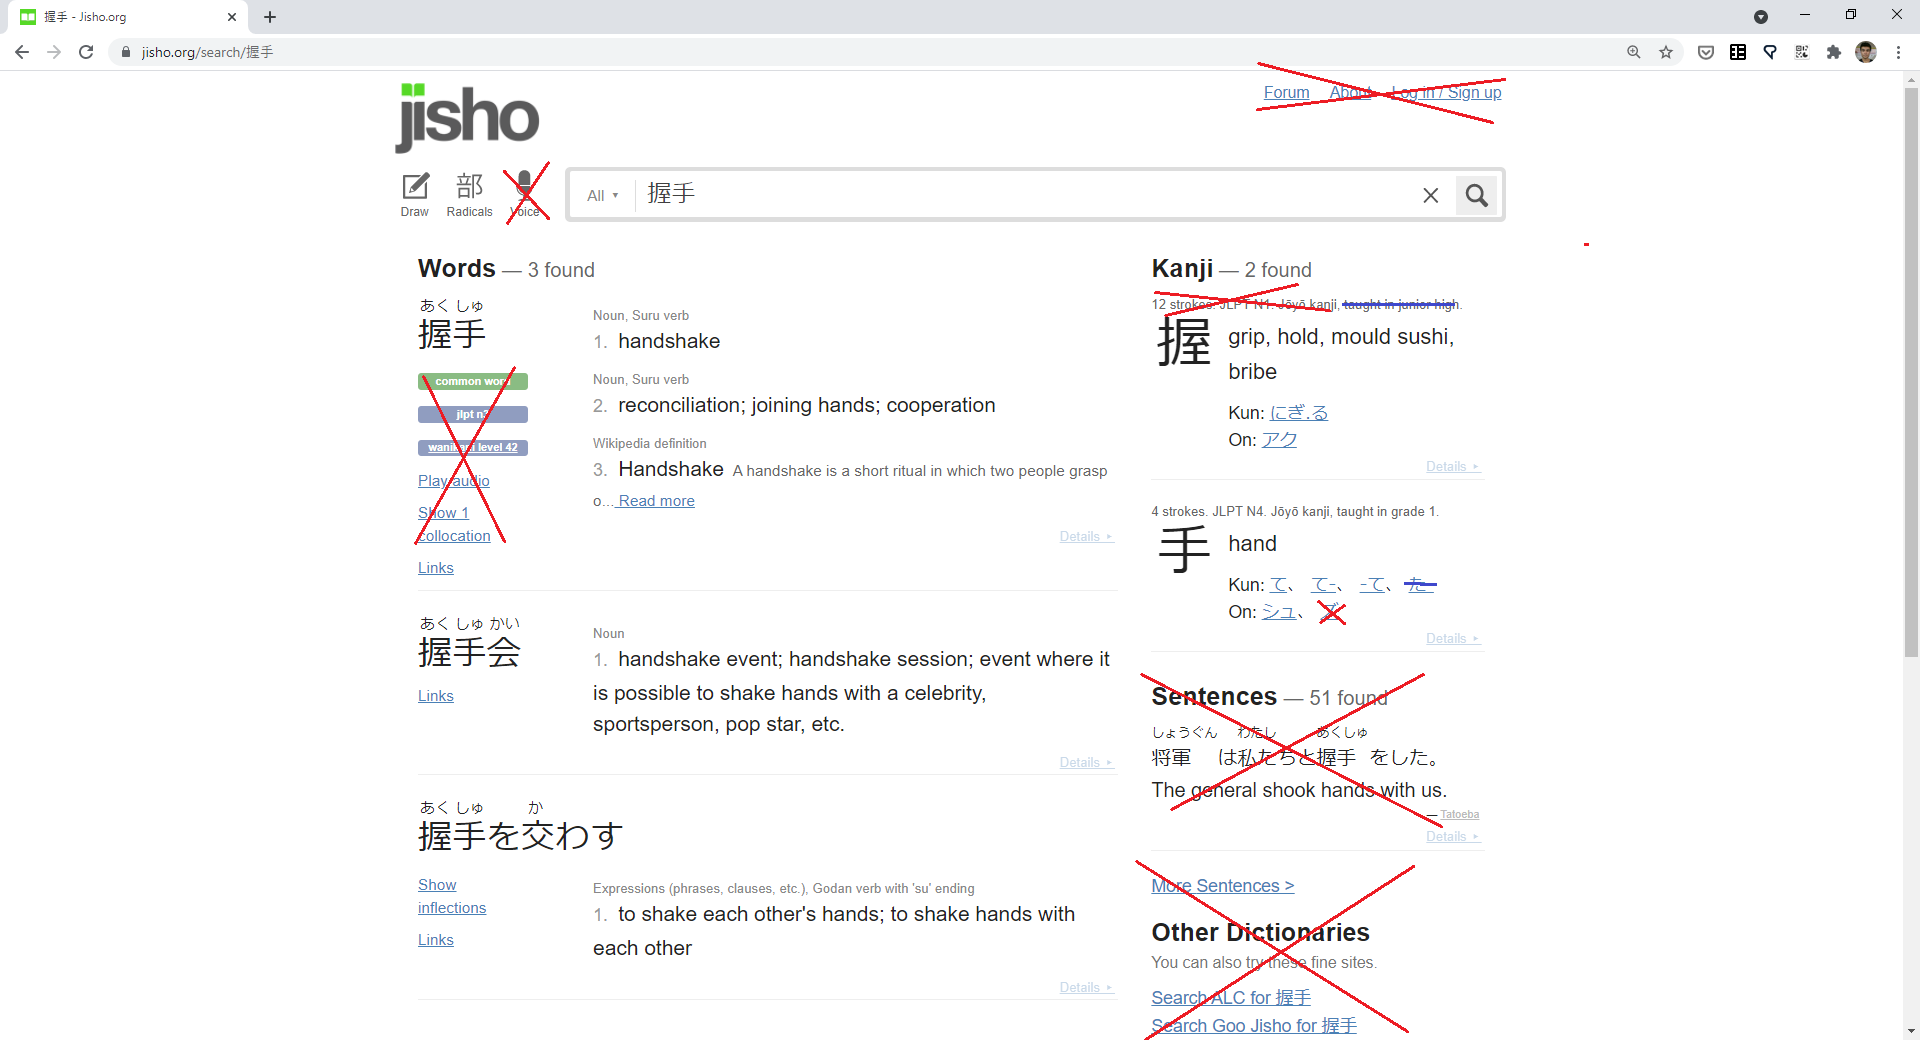 握手 - Jisho.org
jisho.org/search/握手
jisho
Forum About Log in / Sign up
Draw
部
Radicals
Voice
All
握手
Words — 3 found
あく しゅ
握手
common word
jlpt n3
wanikani level 42
Play audio
Show 1
collocation
Links
Noun, Suru verb
1. handshake
Noun, Suru verb
2. reconciliation; joining hands; cooperation
Wikipedia definition
3. Handshake A handshake is a short ritual in which two people grasp
o... Read more
Details ▸
あく しゅ かい
握手会
Links
Noun
1. handshake event; handshake session; event where it
is possible to shake hands with a celebrity,
sportsperson, pop star, etc.
Details ▸
あく しゅ か
握手を交わす
Show
inflections
Links
Expressions (phrases, clauses, etc.), Godan verb with 'su' ending
1. to shake each other's hands; to shake hands with
each other
Details ▸
Kanji — 2 found
12 strokes. JLPT N1. Jōyō kanji, taught in junior high.
握
grip, hold, mould sushi,
bribe
Kun: にぎ.る
On: アク
Details ▸
4 strokes. JLPT N4. Jōyō kanji, taught in grade 1.
手
hand
Kun: て、 て-、 -て、 た-
On: シュ、 ズ
Details ▸
Sentences — 51 found
しょうぐん わたし あくしゅ
将軍 は私たちと握手 をした。
The general shook hands with us.
— Tatoeba
Details ▸
More Sentences >
Other Dictionaries
You can also try these fine sites.
Search ALC for 握手
Search Goo Jisho for 握手